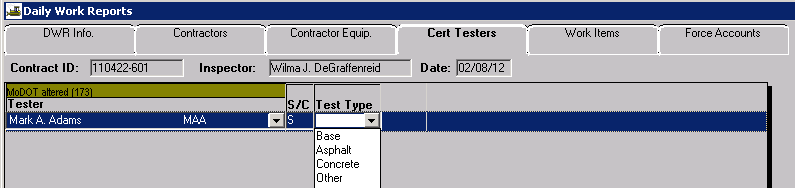 Daily Work Reports
DWR Info. Contractors Contractor Equip. Cert Testers Work Items Force Accounts
Contract ID: 110422-601 Inspector: Wilma J. DeGraffenreid Date: 02/08/12
MoDOT altered (173)
Tester S/C Test Type
Mark A. Adams MAA S
Base
Asphalt
Concrete
Other